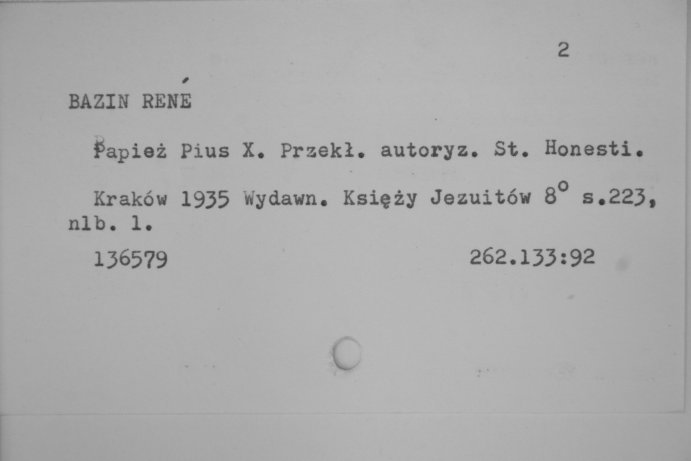 2
BAZIN RENÉ
Papież Pius X. Przekł. autoryz. St. Honesti.
Kraków 1935 Wydawn. Księży Jezuitów 8° s.223,
nlb. 1.
136579 262.133:92